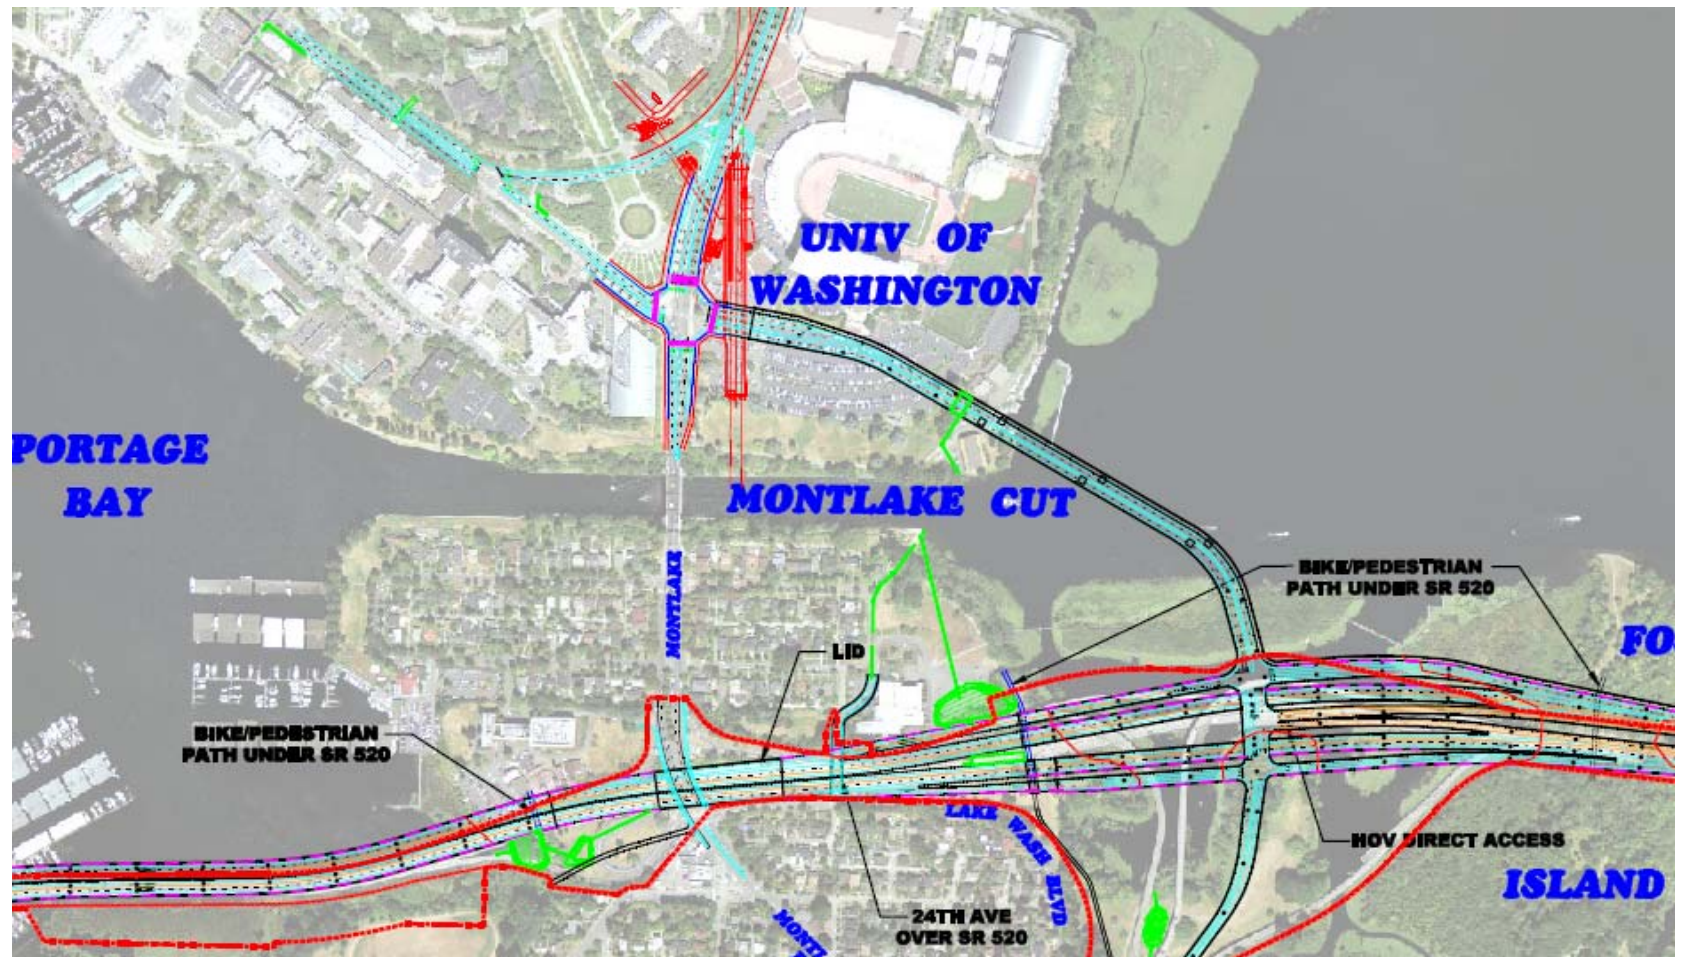 UNIV OF
WASHINGTON
PORTAGE
BAY
MONTLAKE CUT
MONTLAKE
BIKE/PEDESTRIAN
PATH UNDER SR 520
FO
LID
BIKE/PEDESTRIAN
PATH UNDER SR 520
LAKE WASH BLVD
HOV DIRECT ACCESS
ISLAND
24TH AVE
OVER SR 520
MONTL